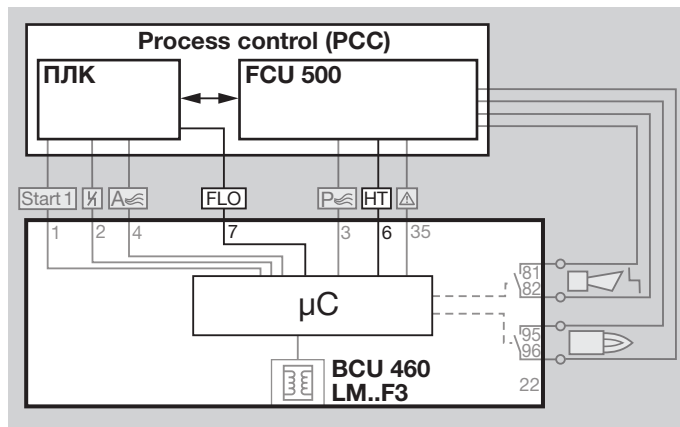 Process control (PCC)
ПЛК
FCU 500
Start 1
A
FLO
P
HT
1
2
4
7
3
6
35
81
82
µC
95
96
BCU 460
LM..F3
22